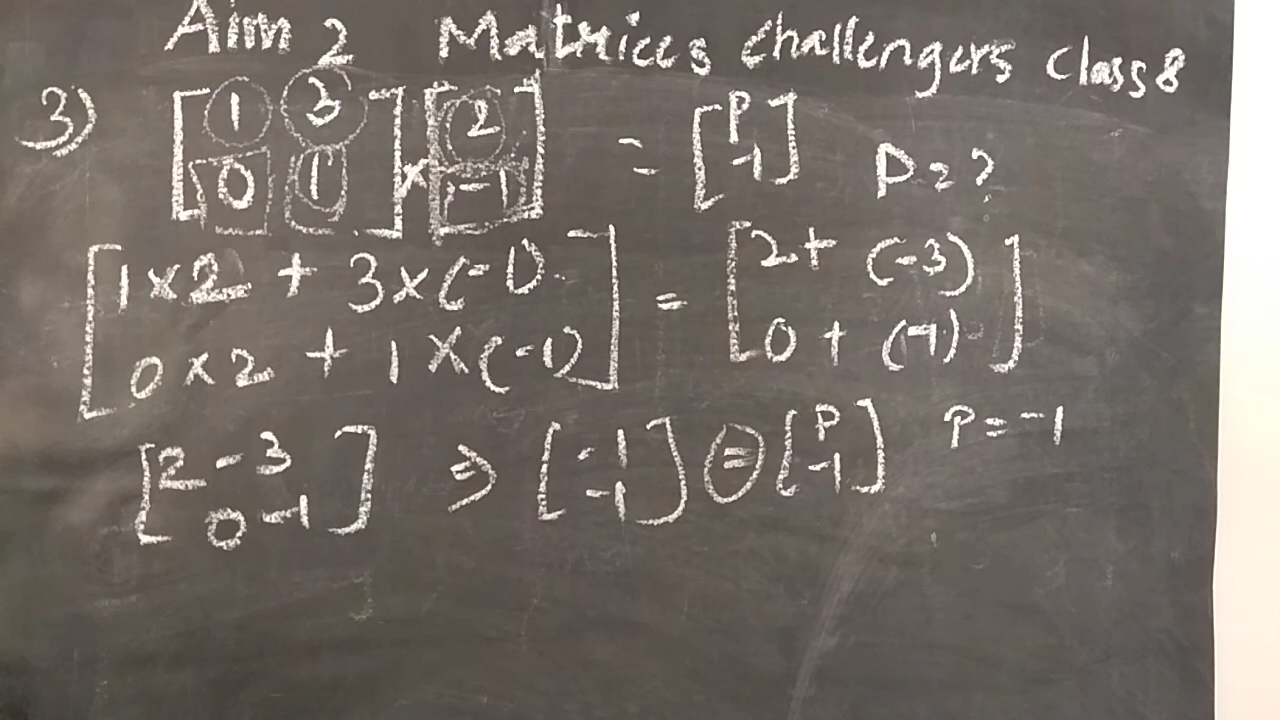 Aim 2 Matrices Challengers Class 8
3) [1 3 × [2 = [P P = ?
0 1] -1] -1]
[1×2 + 3×(-1) = [2 + (-3)
0×2 + 1×(-1)] 0 + (-1)]
[2 - 3 ⇒ [-1 = [P P = -1
0 - 1] -1] -1]